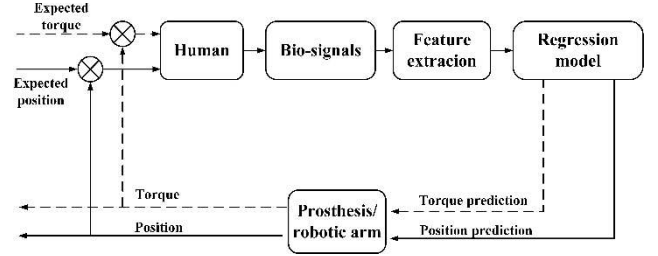 Expected
torque
Human
Bio-signals
Feature
extracion
Regression
model
Expected
position
Torque
Position
Prosthesis/
robotic arm
Torque prediction
Position prediction